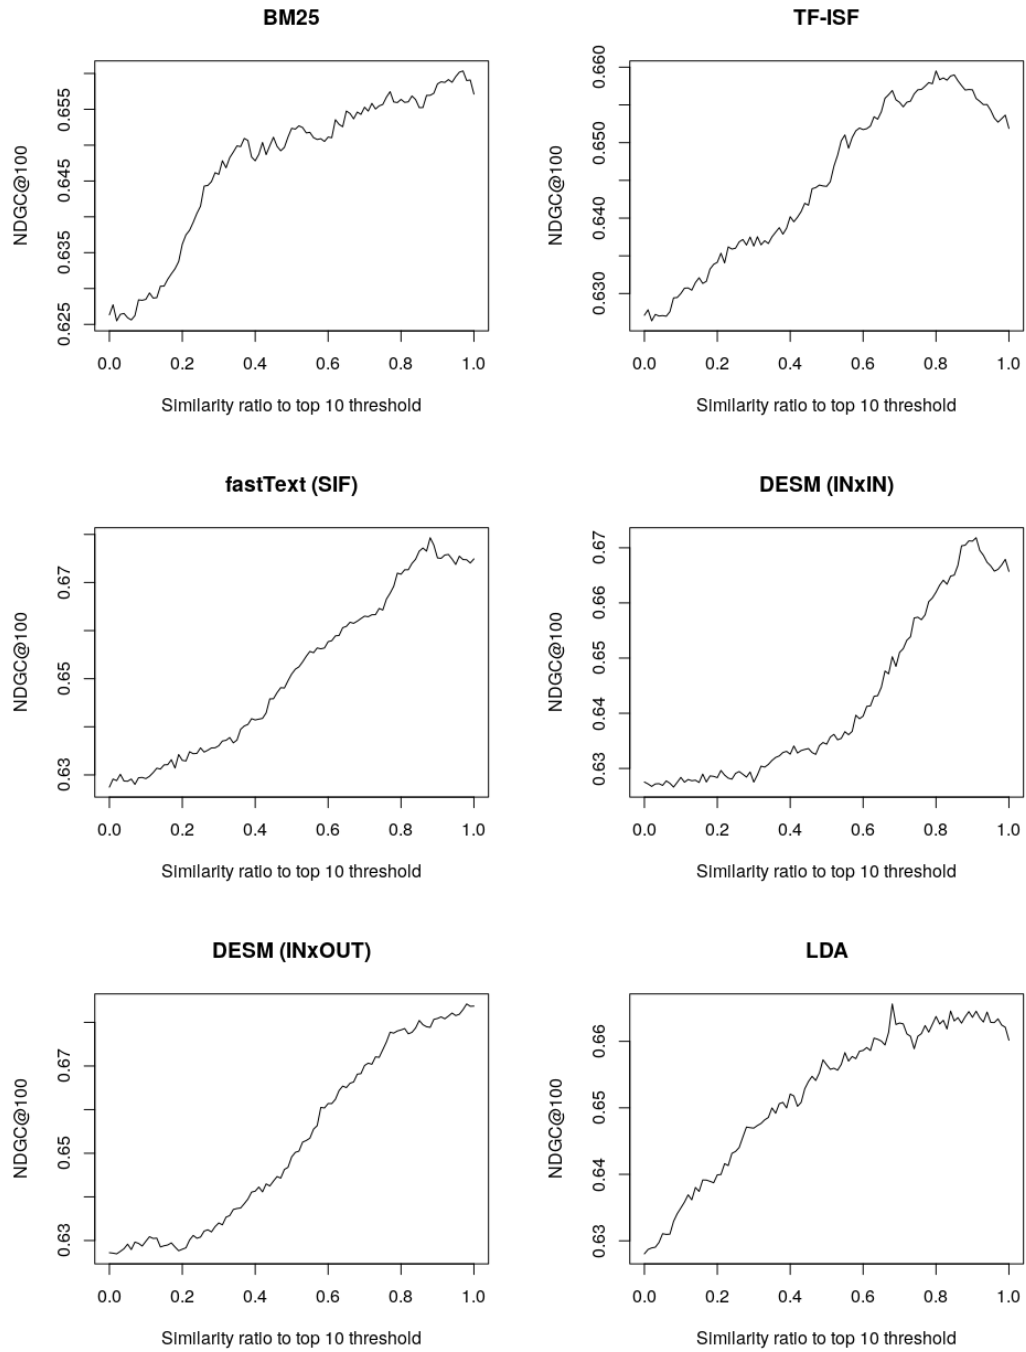 BM25
NDGC@100
0.625 0.635 0.645 0.655
0.0 0.2 0.4 0.6 0.8 1.0
Similarity ratio to top 10 threshold
TF-ISF
NDGC@100
0.630 0.640 0.650 0.660
0.0 0.2 0.4 0.6 0.8 1.0
Similarity ratio to top 10 threshold
fastText (SIF)
NDGC@100
0.63 0.65 0.67
0.0 0.2 0.4 0.6 0.8 1.0
Similarity ratio to top 10 threshold
DESM (INxIN)
NDGC@100
0.63 0.64 0.65 0.66 0.67
0.0 0.2 0.4 0.6 0.8 1.0
Similarity ratio to top 10 threshold
DESM (INxOUT)
NDGC@100
0.63 0.65 0.67
0.0 0.2 0.4 0.6 0.8 1.0
Similarity ratio to top 10 threshold
LDA
NDGC@100
0.63 0.64 0.65 0.66
0.0 0.2 0.4 0.6 0.8 1.0
Similarity ratio to top 10 threshold